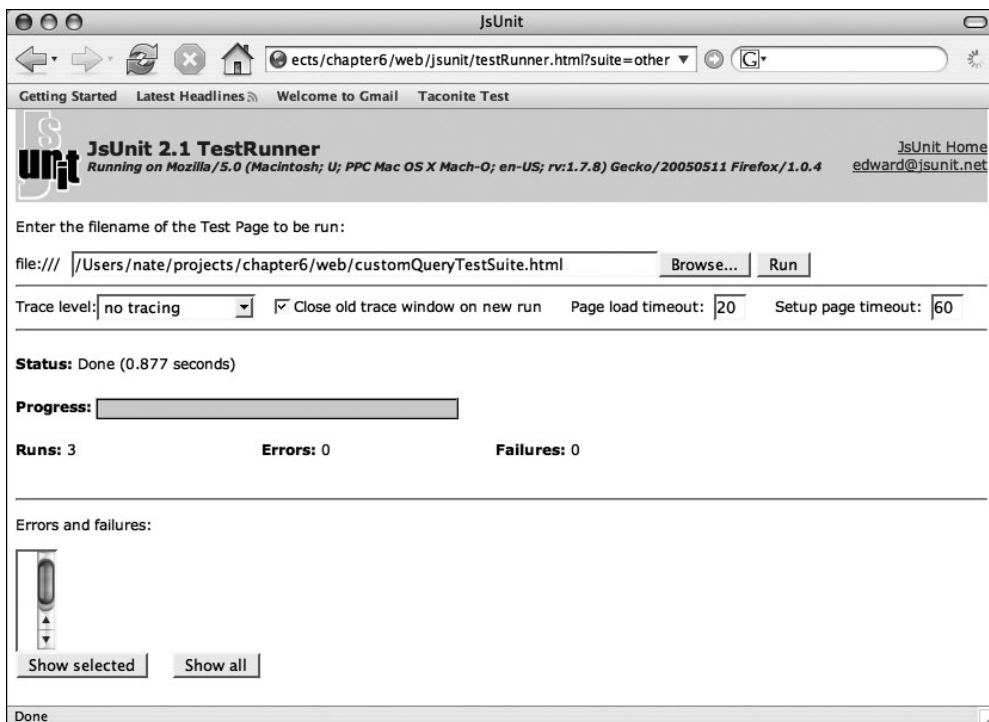 JsUnit
ects/chapter6/web/jsunit/testRunner.html?suite=other
G
Getting Started Latest Headlines Welcome to Gmail Taconite Test
Js unit
JsUnit 2.1 TestRunner
JsUnit Home
Running on Mozilla/5.0 (Macintosh; U; PPC Mac OS X Mach-O; en-US; rv:1.7.8) Gecko/20050511 Firefox/1.0.4
edward@jsunit.net
Enter the filename of the Test Page to be run:
file:/// /Users/nate/projects/chapter6/web/customQueryTestSuite.html Browse... Run
Trace level: no tracing Close old trace window on new run Page load timeout: 20 Setup page timeout: 60
Status: Done (0.877 seconds)
Progress:
Runs: 3 Errors: 0 Failures: 0
Errors and failures:
Show selected Show all
Done